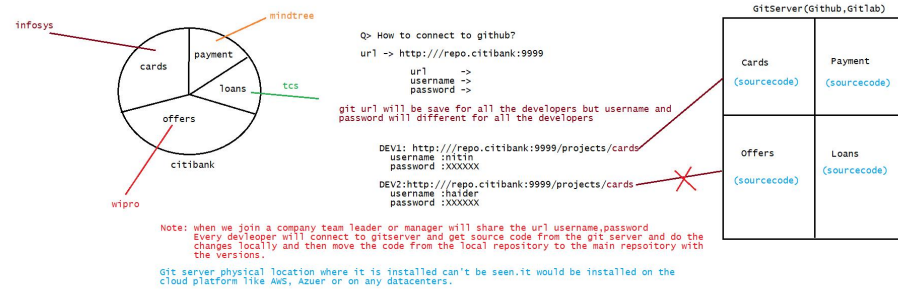 GitServer(Github,Gitlab)
infosys
mindtree
cards
payment
loans
tcs
offers
citibank
wipro
Q> How to connect to github?
url -> http:///repo.citibank:9999
url ->
username ->
password ->
git url will be save for all the developers but username and
password will different for all the developers
DEV1: http:///repo.citibank:9999/projects/cards
username :nitin
password :XXXXXX
DEV2:http:///repo.citibank:9999/projects/cards
username :haider
password :XXXXXX
Cards
(sourcecode)
Payment
(sourcecode)
Offers
(sourcecode)
Loans
(sourcecode)
Note: when we join a company team leader or manager will share the url username,password
Every devleoper will connect to gitserver and get source code from the git server and do the
changes locally and then move the code from the local repository to the main repsoitory with
the versions.
Git server physical location where it is installed can't be seen.it would be installed on the
cloud platform like AWS, Azuer or on any datacenters.